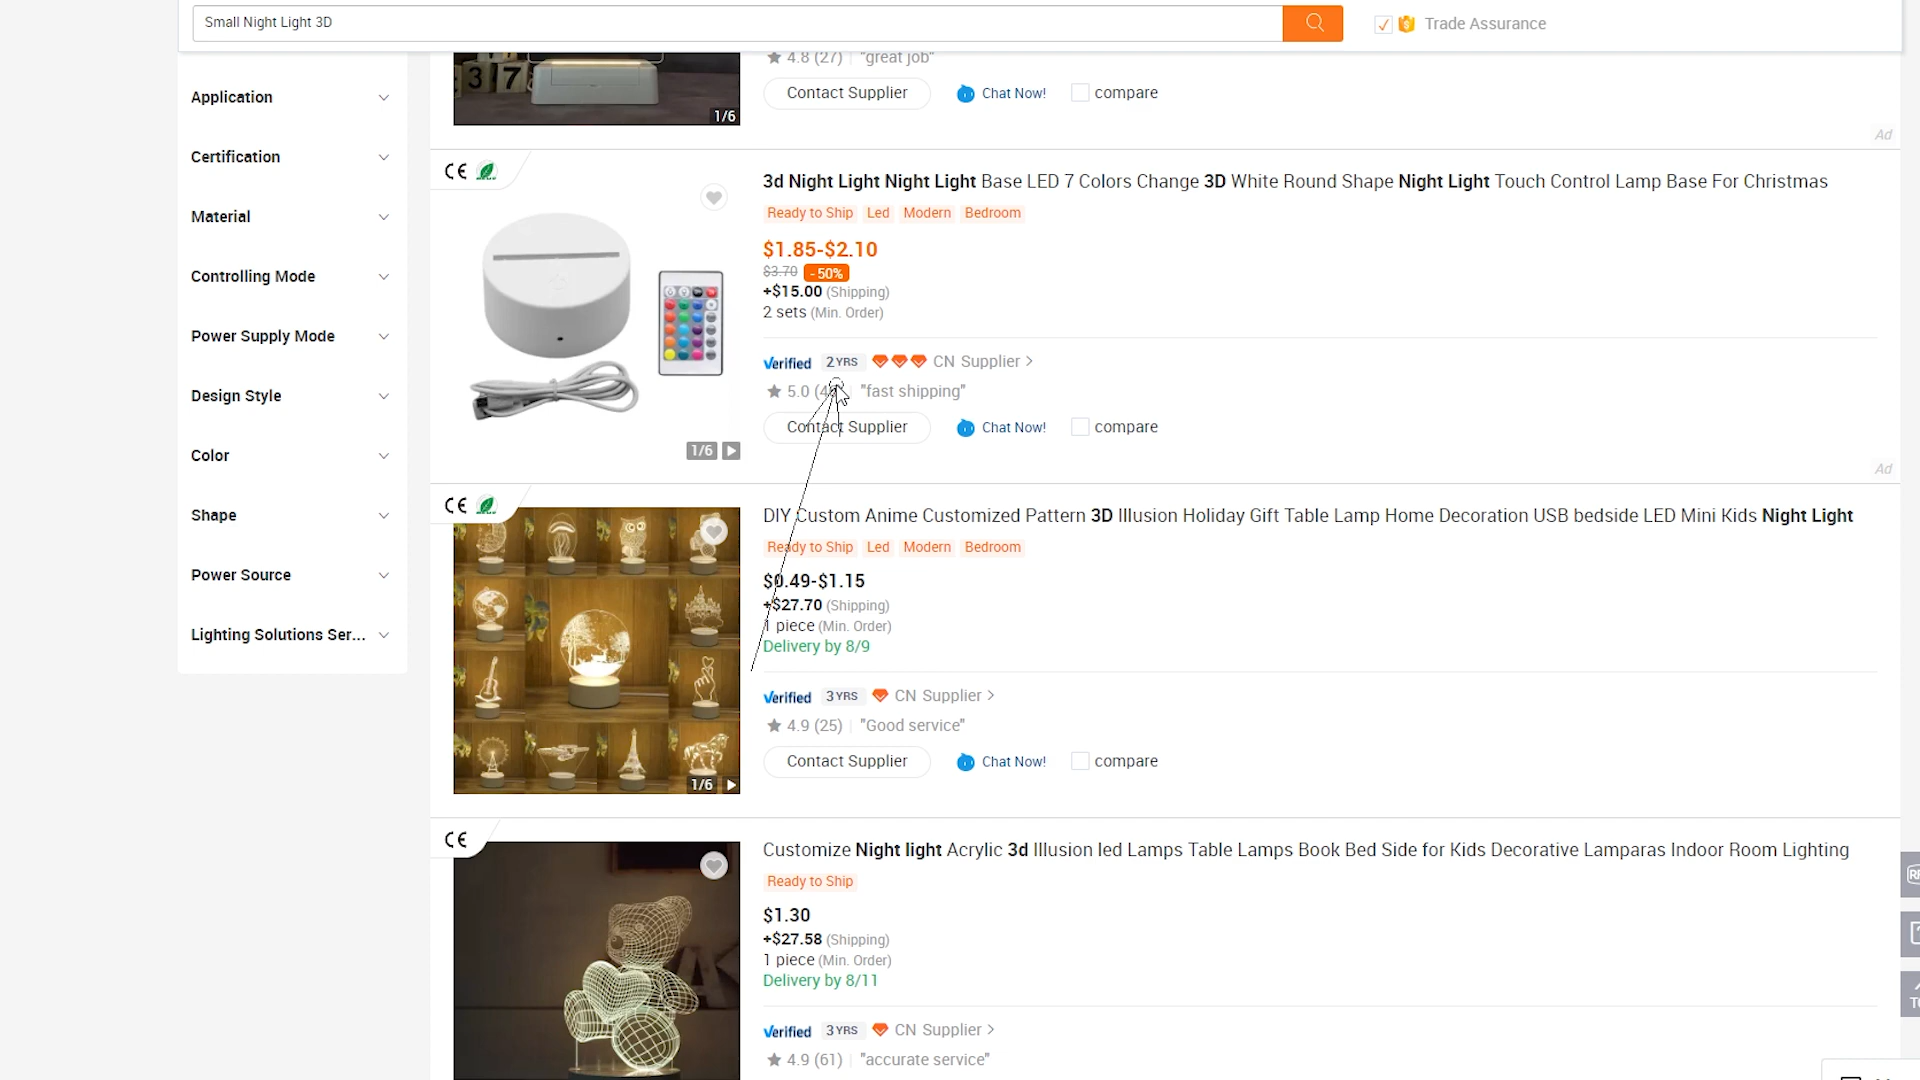 Small Night Light 3D
Trade Assurance
Application
Certification
Material
Controlling Mode
Power Supply Mode
Design Style
Color
Shape
Power Source
Lighting Solutions Ser...
37
1/6
4.8 (27) "great job"
Contact Supplier Chat Now! compare
Ad
CE
3d Night Light Night Light Base LED 7 Colors Change 3D White Round Shape Night Light Touch Control Lamp Base For Christmas
Ready to Ship Led Modern Bedroom
$1.85-$2.10
$3.70 - 50%
+$15.00 (Shipping)
2 sets (Min. Order)
Verified 2 YRS CN Supplier >
5.0 "fast shipping"
Contact Supplier Chat Now! compare
1/6
Ad
CE
DIY Custom Anime Customized Pattern 3D Illusion Holiday Gift Table Lamp Home Decoration USB bedside LED Mini Kids Night Light
Ready to Ship Led Modern Bedroom
$0.49-$1.15
+$27.70 (Shipping)
1 piece (Min. Order)
Delivery by 8/9
Verified 3 YRS CN Supplier >
4.9 (25) "Good service"
Contact Supplier Chat Now! compare
1/6
CE
Customize Night light Acrylic 3d Illusion led Lamps Table Lamps Book Bed Side for Kids Decorative Lamparas Indoor Room Lighting
Ready to Ship
$1.30
+$27.58 (Shipping)
1 piece (Min. Order)
Delivery by 8/11
Verified 3 YRS CN Supplier >
4.9 (61) "accurate service"